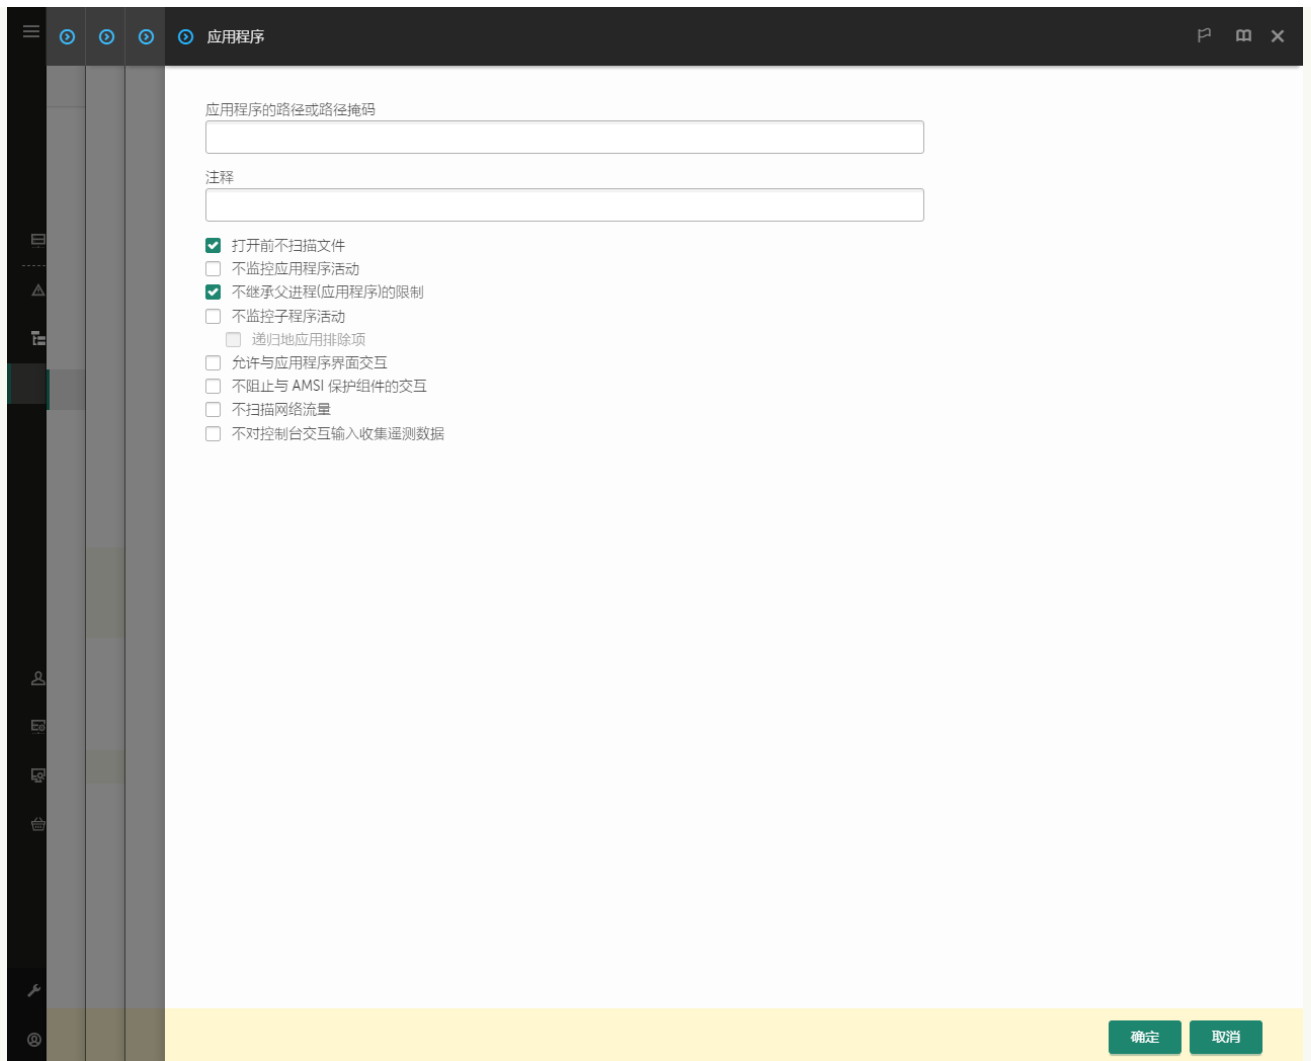 应用程序
应用程序的路径或路径掩码
注释
打开前不扫描文件
不监控应用程序活动
不继承父进程(应用程序)的限制
不监控子程序活动
递归地应用排除项
允许与应用程序界面交互
不阻止与 AMSI 保护组件的交互
不扫描网络流量
不对控制台交互输入收集遥测数据
确定 取消